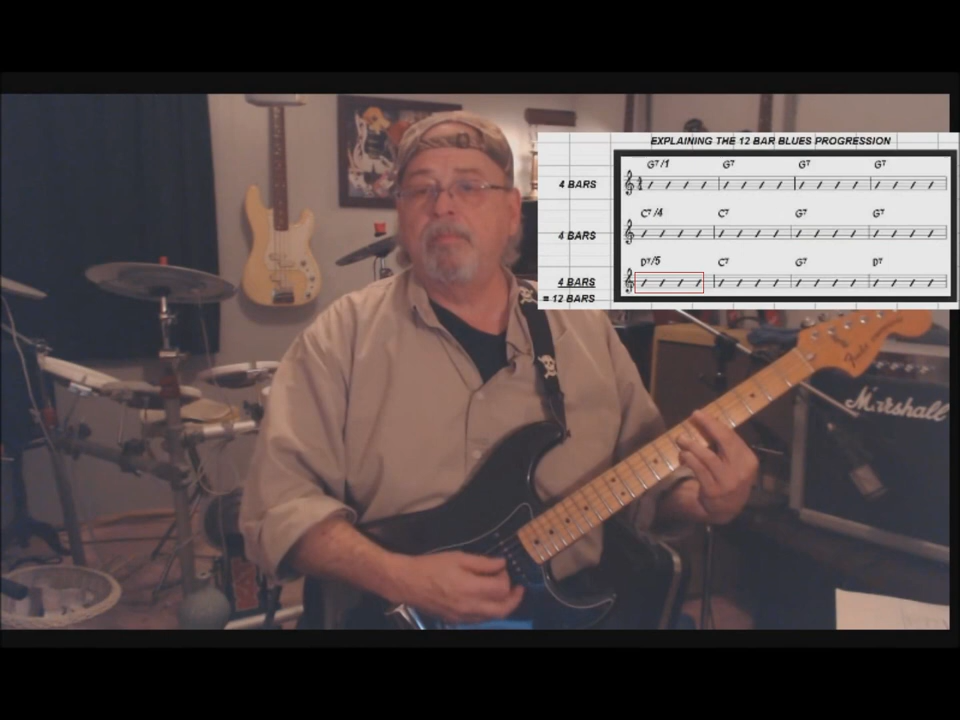 EXPLAINING THE 12 BAR BLUES PROGRESSION
G7/1 G7 G7 G7
4 BARS
C7/4 C7 G7 G7
4 BARS
D7/5 C7 G7 D7
4 BARS
= 12 BARS
Fender
Marshall